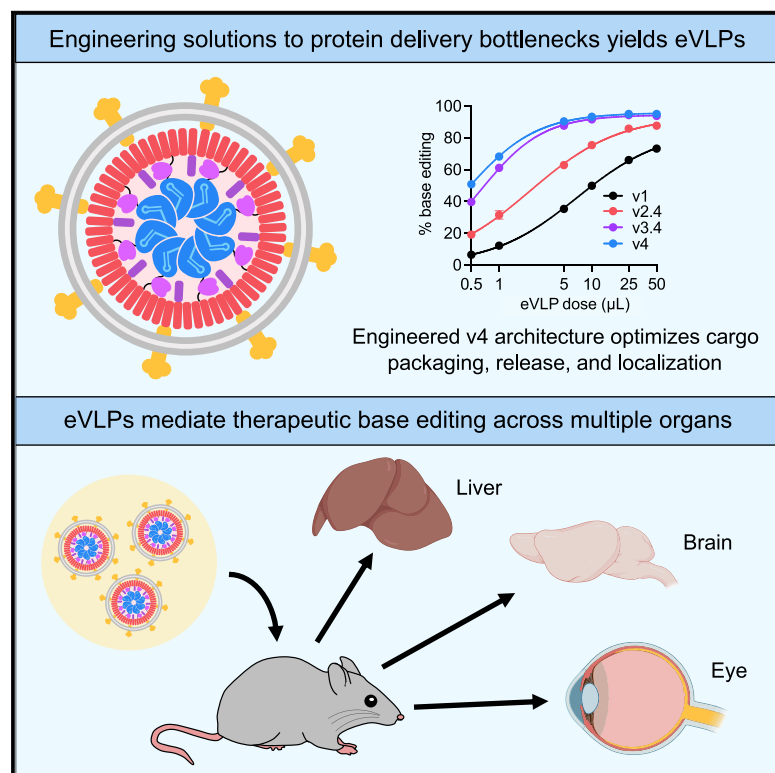 Engineering solutions to protein delivery bottlenecks yields eVLPs
100
80
60
40
20
0
% base editing
v1
v2.4
v3.4
v4
0.5 1 5 10 25 50
eVLP dose (µL)
Engineered v4 architecture optimizes cargo
packaging, release, and localization
eVLPs mediate therapeutic base editing across multiple organs
Liver
Brain
Eye